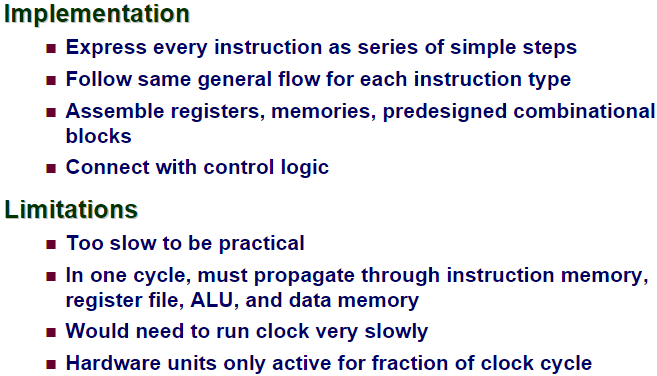 Implementation
■ Express every instruction as series of simple steps
■ Follow same general flow for each instruction type
■ Assemble registers, memories, predesigned combinational
blocks
■ Connect with control logic
Limitations
■ Too slow to be practical
■ In one cycle, must propagate through instruction memory,
register file, ALU, and data memory
■ Would need to run clock very slowly
■ Hardware units only active for fraction of clock cycle